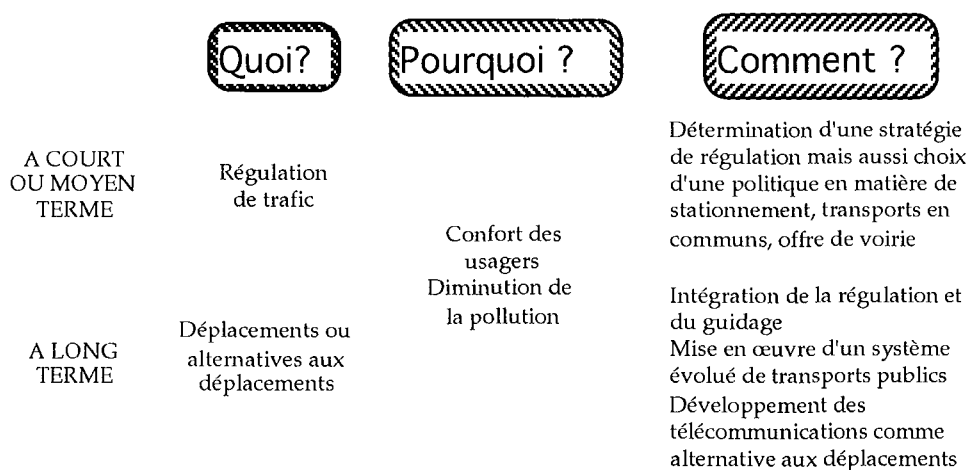 Quoi?
Pourquoi ?
Comment ?
A COURT
OU MOYEN
TERME
Régulation
de trafic
Confort des
usagers
Diminution de
la pollution
Détermination d'une stratégie
de régulation mais aussi choix
d'une politique en matière de
stationnement, transports en
communs, offre de voirie
A LONG
TERME
Déplacements ou
alternatives aux
déplacements
Intégration de la régulation et
du guidage
Mise en œuvre d'un système
évolué de transports publics
Développement des
télécommunications comme
alternative aux déplacements